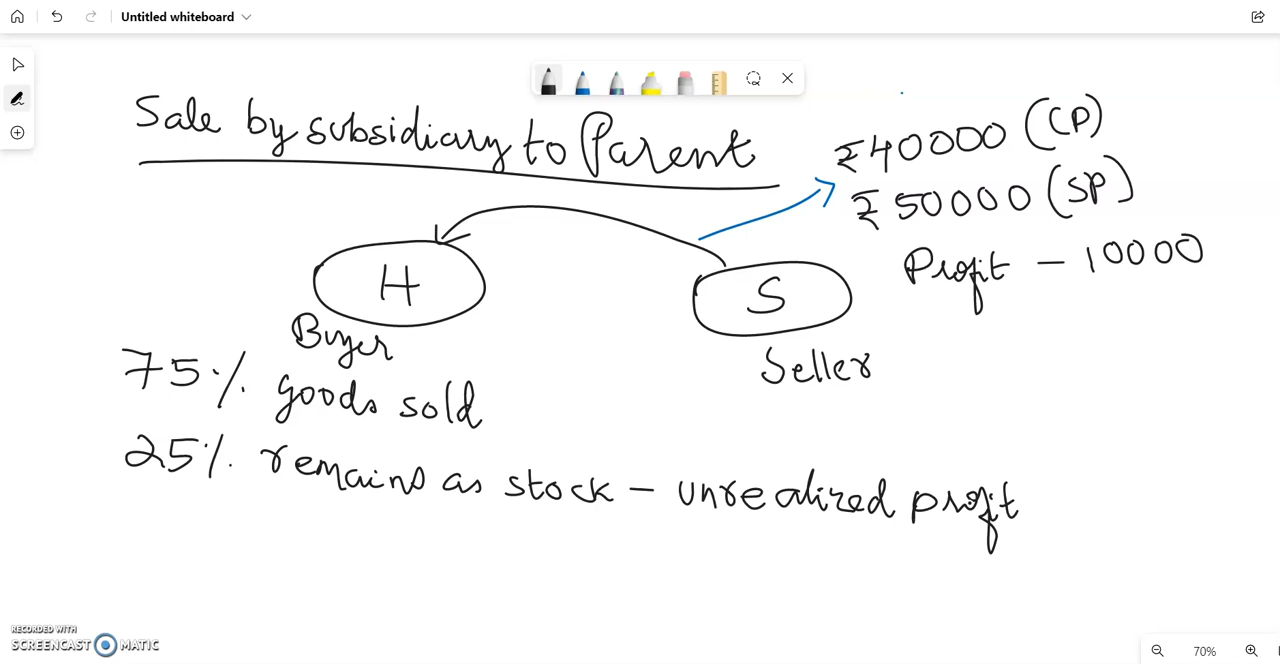 Untitled whiteboard
Sale by subsidiary to Parent
₹40000 (CP)
₹50000 (SP)
Profit - 10000
H
S
Buyer
Seller
75% goods sold
25% remains as stock - unrealized profit
RECORDED WITH
SCREENCAST MATIC
70%